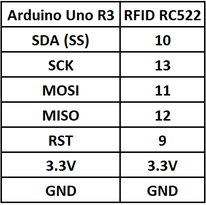 Arduino Uno R3 RFID RC522
SDA (SS) 10
SCK 13
MOSI 11
MISO 12
RST 9
3.3V 3.3V
GND GND